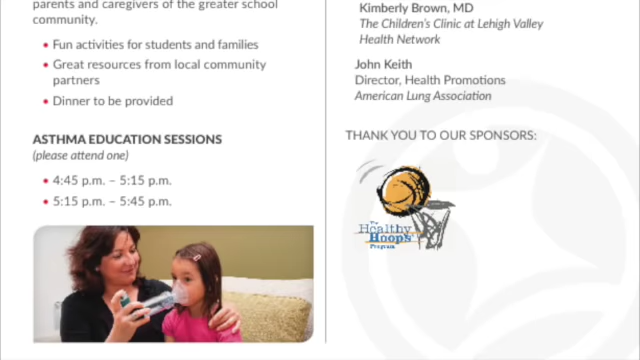 parents and caregivers of the greater school
community.
• Fun activities for students and families
• Great resources from local community
partners
• Dinner to be provided
ASTHMA EDUCATION SESSIONS
(please attend one)
• 4:45 p.m. – 5:15 p.m.
• 5:15 p.m. – 5:45 p.m.
Kimberly Brown, MD
The Children's Clinic at Lehigh Valley
Health Network
John Keith
Director, Health Promotions
American Lung Association
THANK YOU TO OUR SPONSORS:
The
Healthy
Hoops
Program